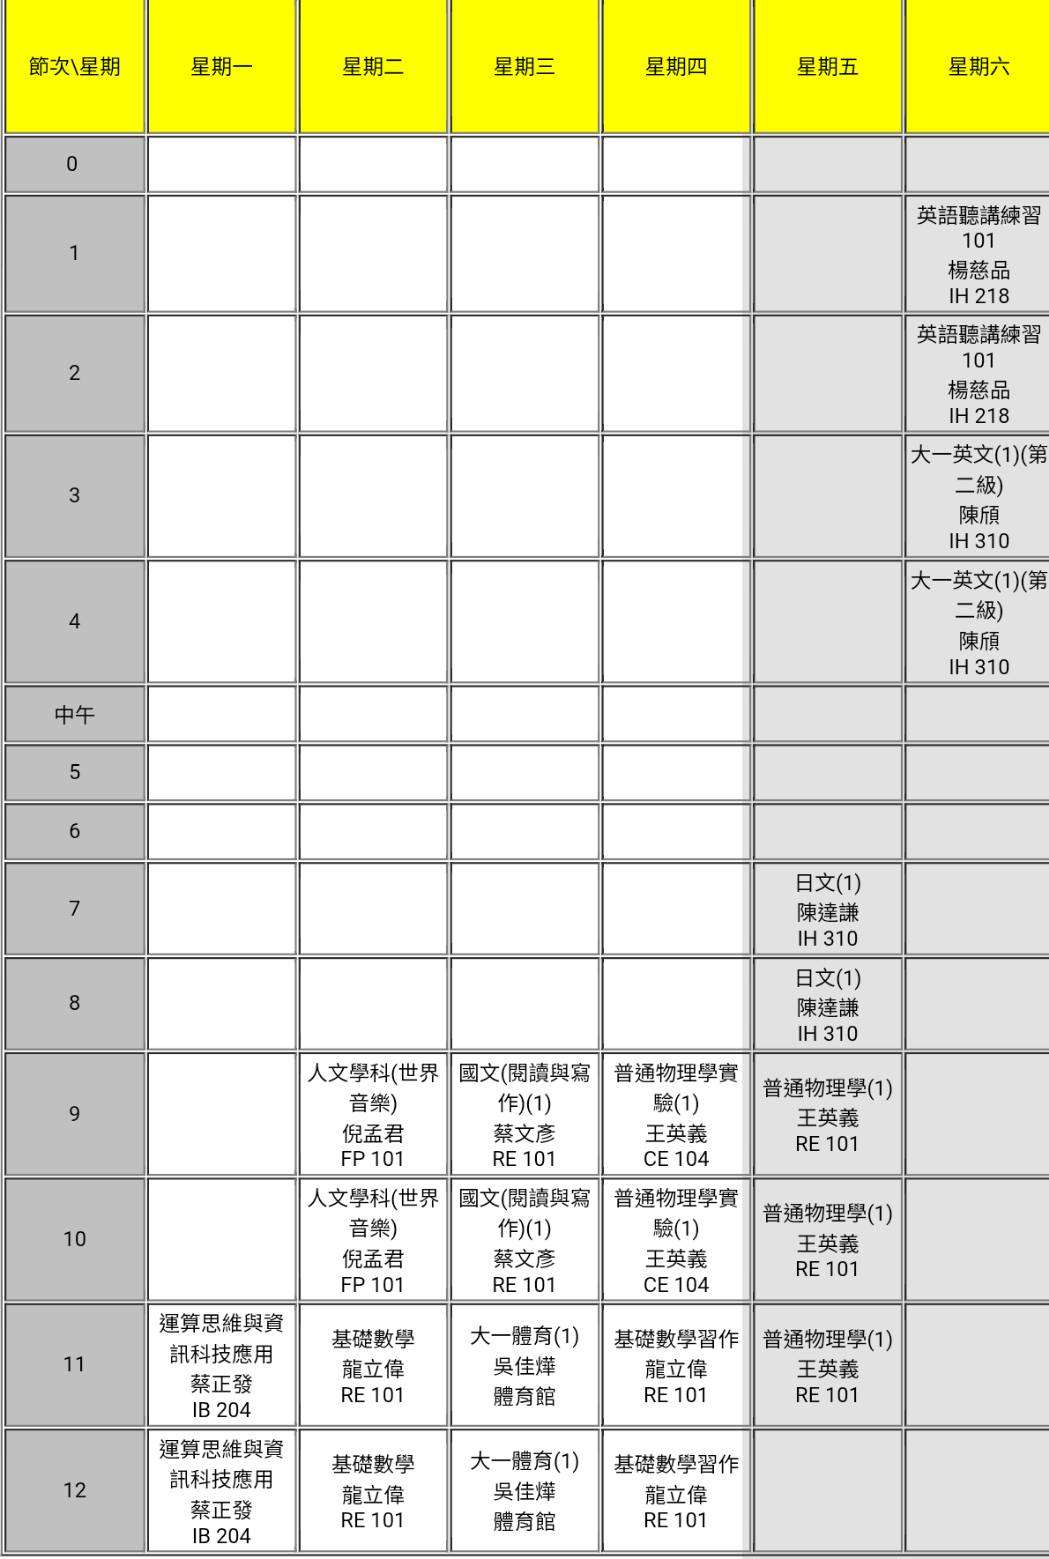 節次\星期 星期一 星期二 星期三 星期四 星期五 星期六
0
1
英語聽講練習
101
楊慈品
IH 218
2
英語聽講練習
101
楊慈品
IH 218
3
大一英文(1)(第
二級)
陳頎
IH 310
4
大一英文(1)(第
二級)
陳頎
IH 310
中午
5
6
7
日文(1)
陳達謙
IH 310
8
日文(1)
陳達謙
IH 310
9
人文學科(世界
音樂)
倪孟君
FP 101
國文(閱讀與寫
作)(1)
蔡文彥
RE 101
普通物理學實
驗(1)
王英義
CE 104
普通物理學(1)
王英義
RE 101
10
人文學科(世界
音樂)
倪孟君
FP 101
國文(閱讀與寫
作)(1)
蔡文彥
RE 101
普通物理學實
驗(1)
王英義
CE 104
普通物理學(1)
王英義
RE 101
11
運算思維與資
訊科技應用
蔡正發
IB 204
基礎數學
龍立偉
RE 101
大一體育(1)
吳佳燁
體育館
基礎數學習作
龍立偉
RE 101
普通物理學(1)
王英義
RE 101
12
運算思維與資
訊科技應用
蔡正發
IB 204
基礎數學
龍立偉
RE 101
大一體育(1)
吳佳燁
體育館
基礎數學習作
龍立偉
RE 101